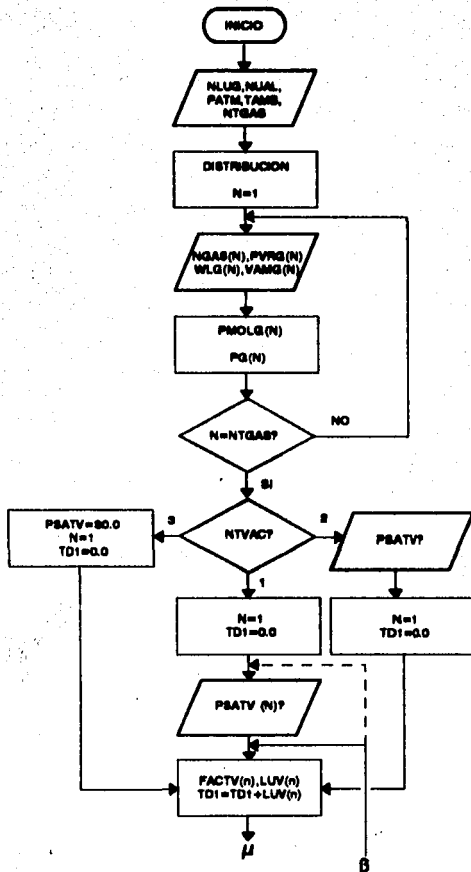 INICIO
NLUG,NUAL,
PATM,TAMB,
NTGAS
DISTRIBUCION
N=1
NGAS(N),PVRG(N)
WLG(N),VAMG(N)
PMOLG(N)
PG(N)
N=NTGAS?
NO
SI
3
NTVAC?
2
1
PSATV=80.0
N=1
TD1=0.0
PSATV?
N=1
TD1=0.0
N=1
TD1=0.0
PSATV (N)?
FACTV(n),LUV(n)
TD1=TD1+LUV(n)
μ
β